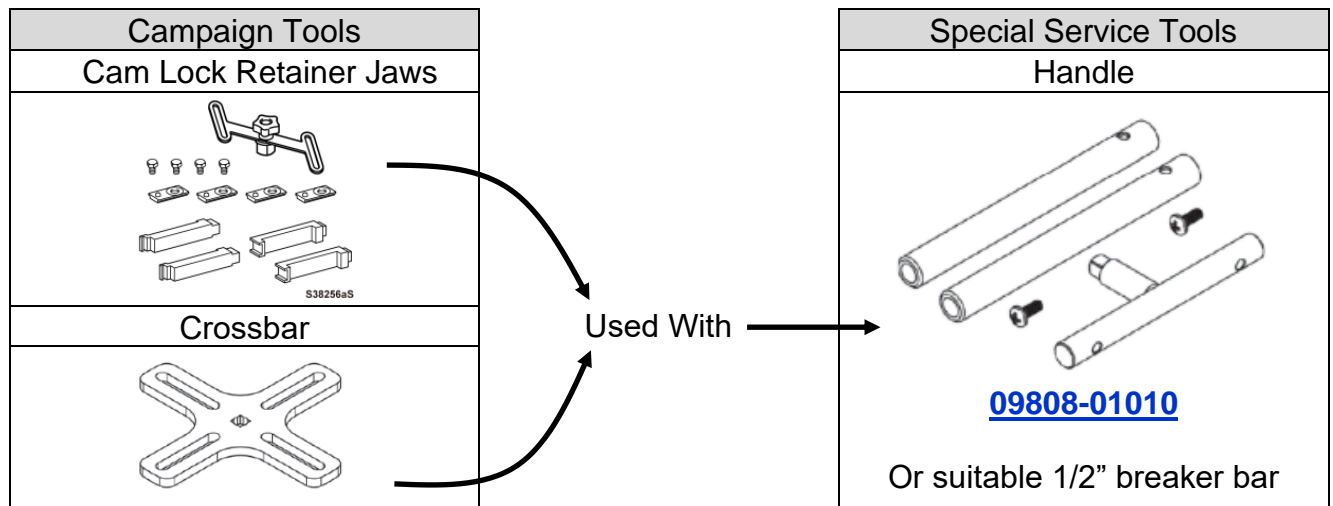 Campaign Tools
Cam Lock Retainer Jaws
S38256aS
Crossbar
Used With
Special Service Tools
Handle
09808-01010
Or suitable 1/2” breaker bar